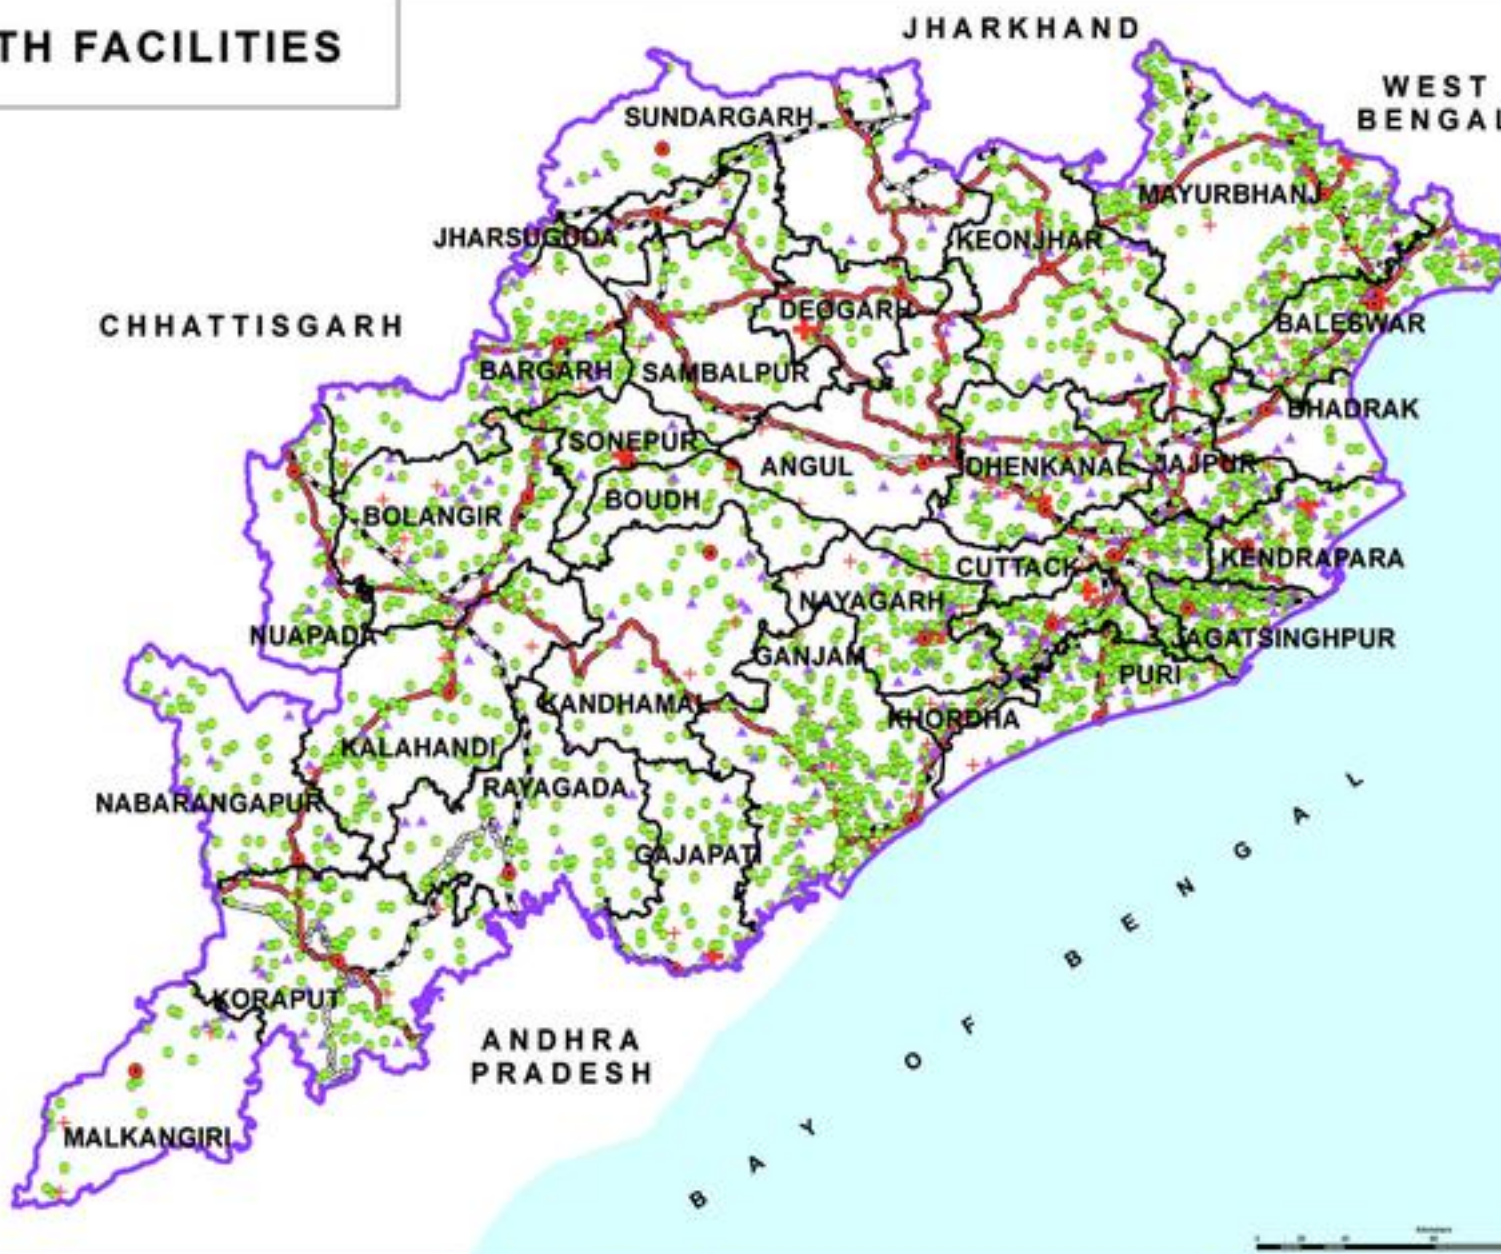 TH FACILITIES
JHARKHAND
WEST
BENGAL
SUNDARGARH
MAYURBHANJ
JHARSUGUDA
KEONJHAR
CHHATTISGARH
DEOGARH
BALESWAR
BARGARH
SAMBALPUR
BHADRAK
SONEPUR
ANGUL
DHENKANAL
JAJPUR
BOUDH
BOLANGIR
CUTTACK
KENDRAPARA
NAYAGARH
NUAPADA
JAGATSINGHPUR
GANJAM
PURI
KANDHAMAL
KHORDHA
KALAHANDI
RAYAGADA
NABARANGAPUR
GAJAPATI
KORAPUT
ANDHRA
PRADESH
MALKANGIRI
BAY OF BENGAL